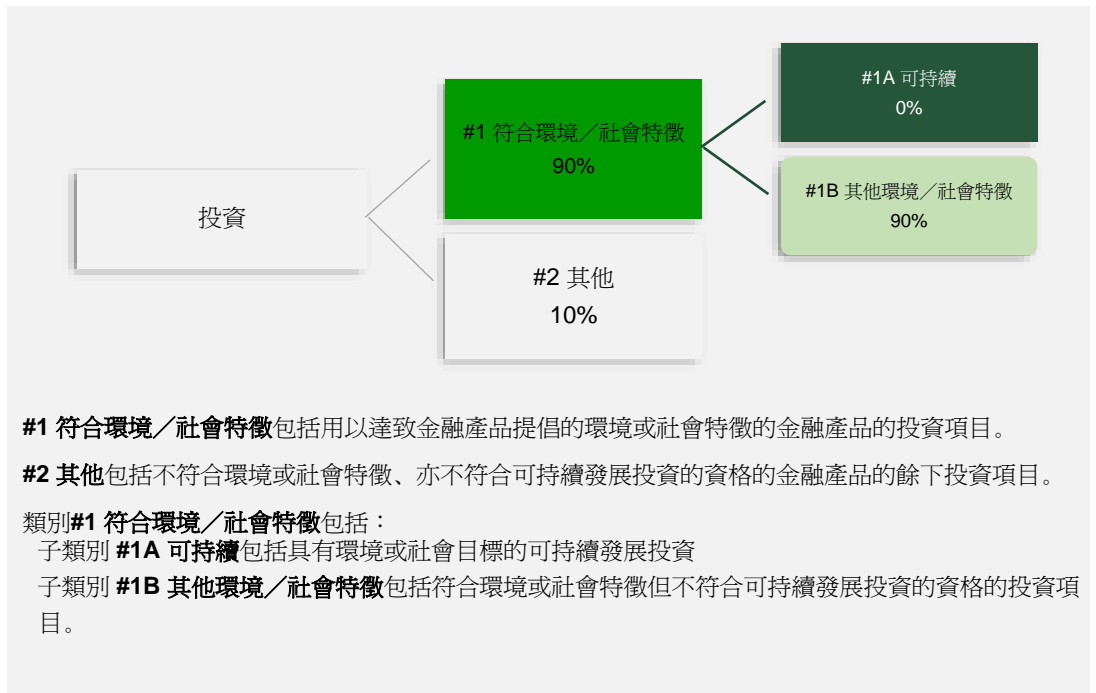 #1A 可持續
0%
#1 符合環境／社會特徵
90%
#1B 其他環境／社會特徵
90%
投資
#2 其他
10%
#1 符合環境／社會特徵包括用以達致金融產品提倡的環境或社會特徵的金融產品的投資項目。
#2 其他包括不符合環境或社會特徵、亦不符合可持續發展投資的資格的金融產品的餘下投資項目。
類別#1 符合環境／社會特徵包括：
子類別 #1A 可持續包括具有環境或社會目標的可持續發展投資
子類別 #1B 其他環境／社會特徵包括符合環境或社會特徵但不符合可持續發展投資的資格的投資項
目。